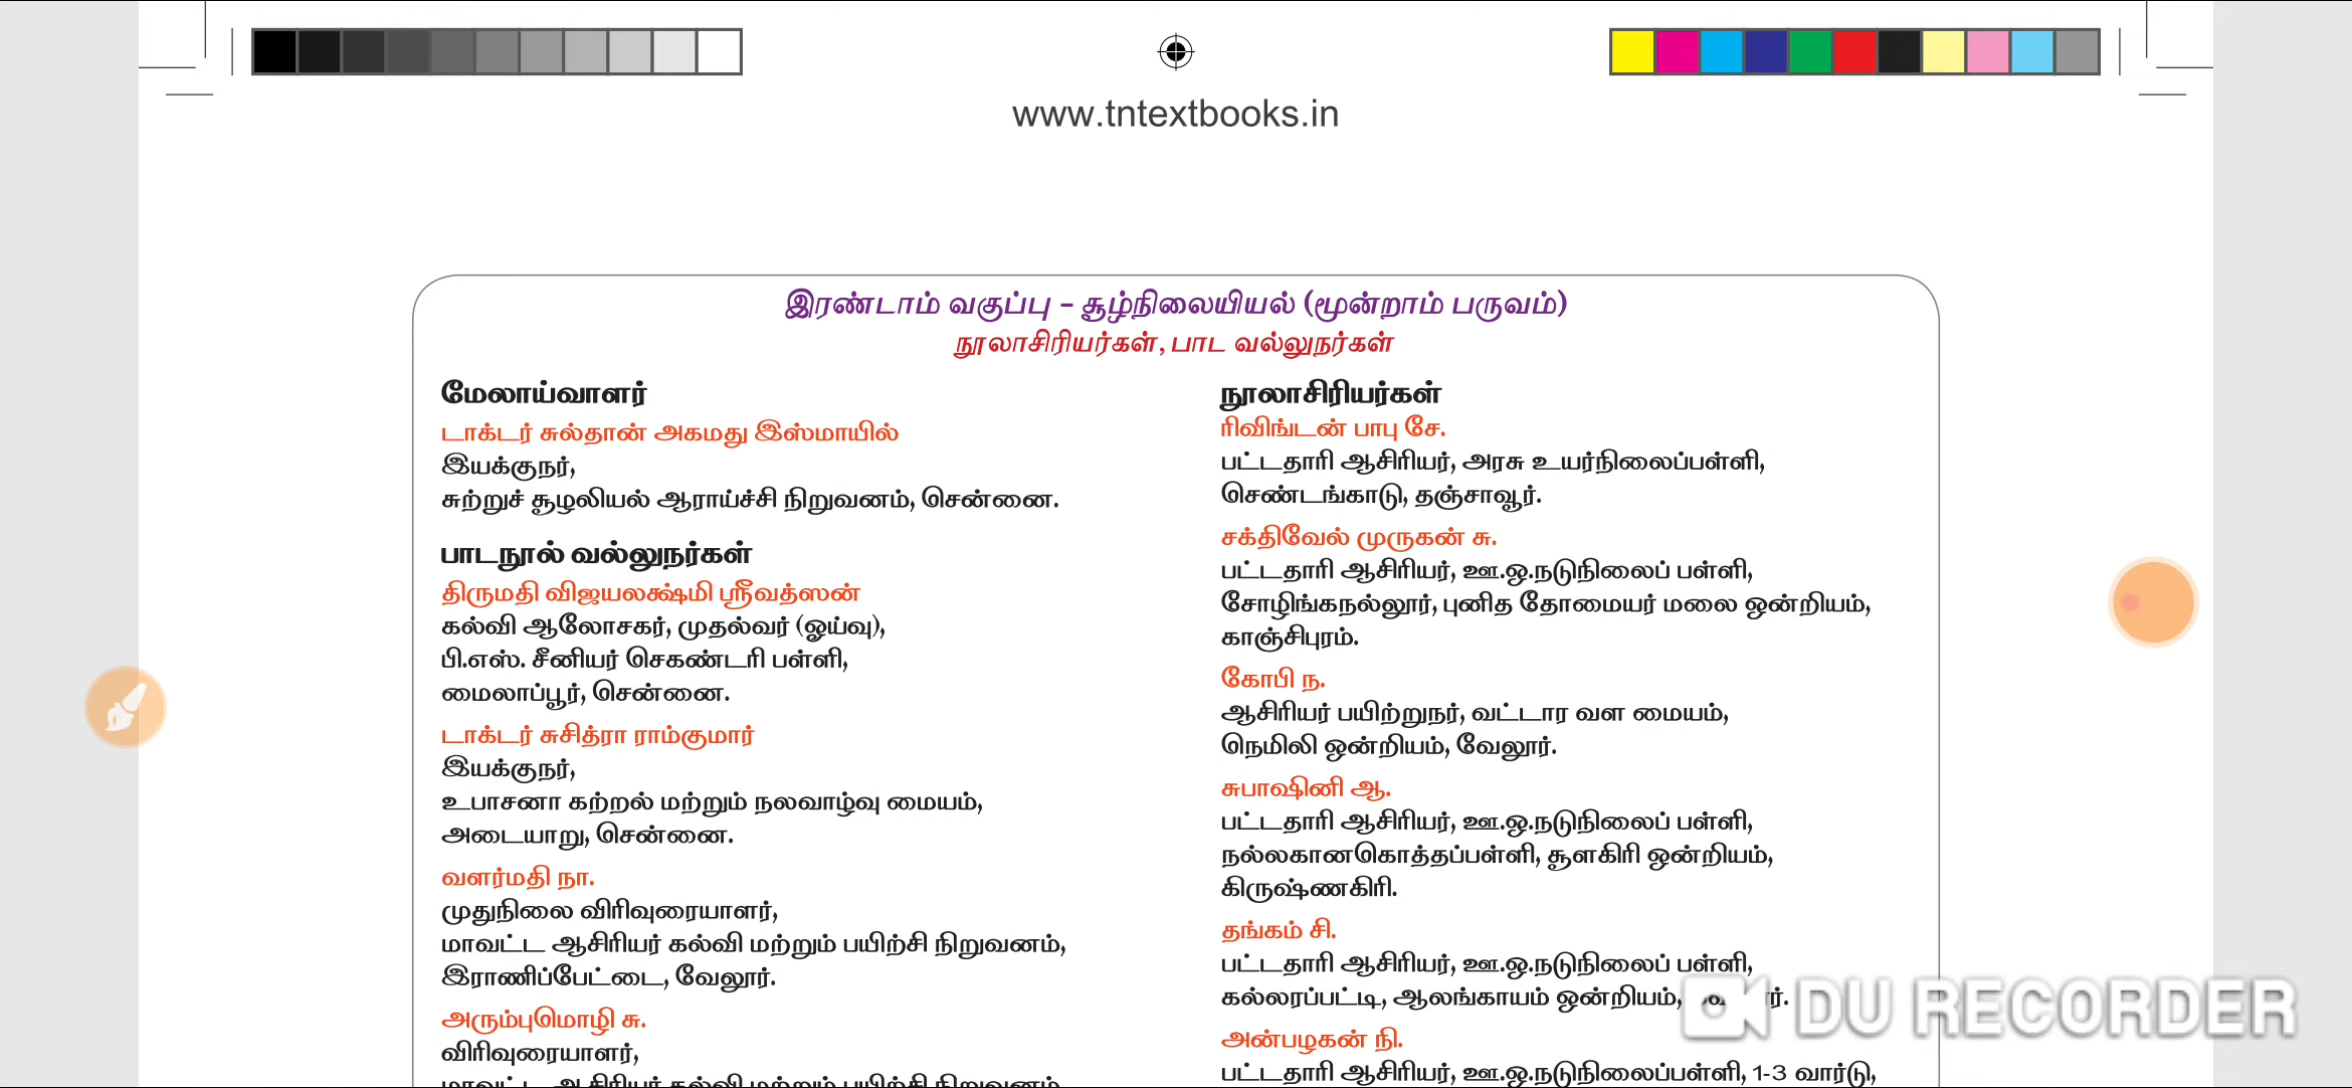 www.tntextbooks.in
இரண்டாம் வகுப்பு – சூழ்நிலையியல் (மூன்றாம் பருவம்)
நூலாசிரியர்கள், பாட வல்லுநர்கள்
மேலாய்வாளர்
டாக்டர் சுல்தான் அகமது இஸ்மாயில்
இயக்குநர்,
சுற்றுச் சூழலியல் ஆராய்ச்சி நிறுவனம், சென்னை.
பாடநூல் வல்லுநர்கள்
திருமதி விஜயலக்ஷ்மி ஸ்ரீவத்ஸன்
கல்வி ஆலோசகர், முதல்வர் (ஓய்வு),
பி.எஸ். சீனியர் செகண்டரி பள்ளி,
மைலாப்பூர், சென்னை.
டாக்டர் சுசித்ரா ராம்குமார்
இயக்குநர்,
உபாசனா கற்றல் மற்றும் நலவாழ்வு மையம்,
அடையாறு, சென்னை.
வளர்மதி நா.
முதுநிலை விரிவுரையாளர்,
மாவட்ட ஆசிரியர் கல்வி மற்றும் பயிற்சி நிறுவனம்,
இராணிப்பேட்டை, வேலூர்.
அரும்புமொழி சு.
விரிவுரையாளர்,
மாவட்ட ஆசிரியர் கல்வி மற்றும் பயிற்சி நிறுவனம்
நூலாசிரியர்கள்
ரிவிங்டன் பாபு சே.
பட்டதாரி ஆசிரியர், அரசு உயர்நிலைப்பள்ளி,
செண்டங்காடு, தஞ்சாவூர்.
சக்திவேல் முருகன் சு.
பட்டதாரி ஆசிரியர், ஊ.ஒ.நடுநிலைப் பள்ளி,
சோழிங்கநல்லூர், புனித தோமையர் மலை ஒன்றியம்,
காஞ்சிபுரம்.
கோபி ந.
ஆசிரியர் பயிற்றுநர், வட்டார வள மையம்,
நெமிலி ஒன்றியம், வேலூர்.
சுபாஷினி ஆ.
பட்டதாரி ஆசிரியர், ஊ.ஒ.நடுநிலைப் பள்ளி,
நல்லகானகொத்தப்பள்ளி, சூளகிரி ஒன்றியம்,
கிருஷ்ணகிரி.
தங்கம் சி.
பட்டதாரி ஆசிரியர், ஊ.ஒ.நடுநிலைப் பள்ளி,
கல்லரப்பட்டி, ஆலங்காயம் ஒன்றியம்,
அன்பழகன் நி.
பட்டதாரி ஆசிரியர், ஊ.ஒ.நடுநிலைப்பள்ளி, 1-3 வார்டு,
DU RECORDER